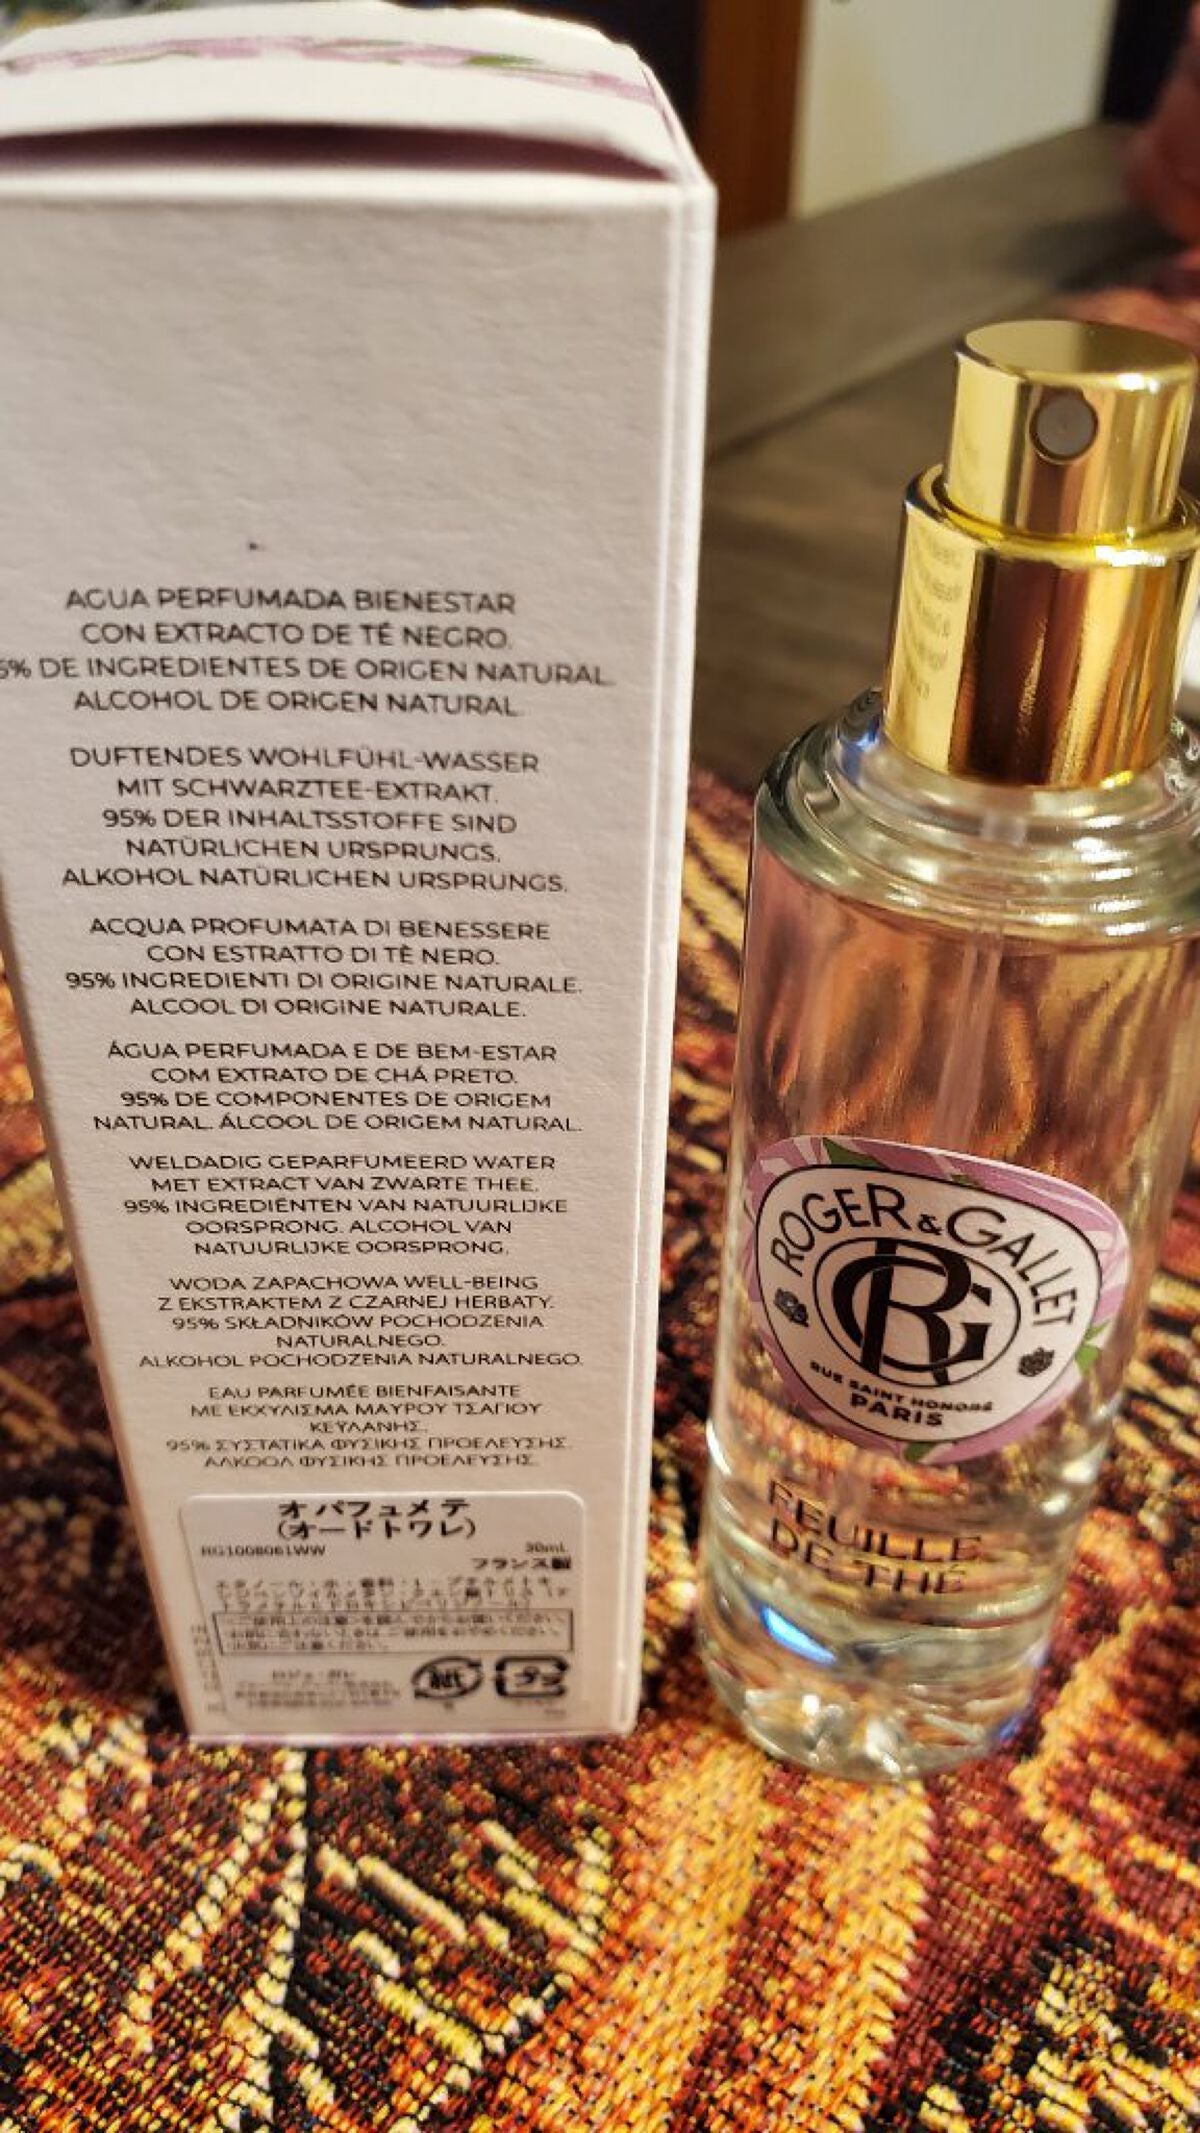 AGUA PERFUMADA BIENESTAR
CON EXTRACTO DE TÉ NEGRO.
5% DE INGREDIENTES DE ORIGEN NATURAL.
ALCOHOL DE ORIGEN NATURAL.
DUFTENDES WOHLFÜHL-WASSER
MIT SCHWARZTEE-EXTRAKT.
95% DER INHALTSSTOFFE SIND
NATÜRLICHEN URSPRUNGS.
ALKOHOL NATÜRLICHEN URSPRUNGS.
ACQUA PROFUMATA DI BENESSERE
CON ESTRATTO DI TÈ NERO.
95% INGREDIENTI DI ORIGINE NATURALE.
ALCOOL DI ORIGINE NATURALE.
ÁGUA PERFUMADA E DE BEM-ESTAR
COM EXTRATO DE CHÁ PRETO.
95% DE COMPONENTES DE ORIGEM
NATURAL. ÁLCOOL DE ORIGEM NATURAL.
WELDADIG GEPARFUMEERD WATER
MET EXTRACT VAN ZWARTE THEE.
95% INGREDIËNTEN VAN NATUURLIJKE
OORSPRONG. ALCOHOL VAN
NATUURLIJKE OORSPRONG.
WODA ZAPACHOWA WELL-BEING
Z EKSTRAKTEM Z CZARNEJ HERBATY.
95% SKŁADNIKÓW POCHODZENIA
NATURALNEGO.
ALKOHOL POCHODZENIA NATURALNEGO.
EAU PARFUMÉE BIENFAISANTE
ΜΕ ΕΚΧΥΛΙΣΜΑ ΜΑΥΡΟΥ ΤΣΑΓΙΟΥ
ΚΕΫΛΑΝΗΣ.
95% ΣΥΣΤΑΤΙΚΑ ΦΥΣΙΚΗΣ ΠΡΟΕΛΕΥΣΗΣ.
ΑΛΚΟΟΛ ΦΥΣΙΚΗΣ ΠΡΟΕΛΕΥΣΗΣ.
オ パフュメ テ
(オードトワレ)
RG1008061WW 30mL
フランス製
ROGER & GALLET
RG
RUE SAINT HONORÉ
PARIS
FEUILLE
DE THÉ